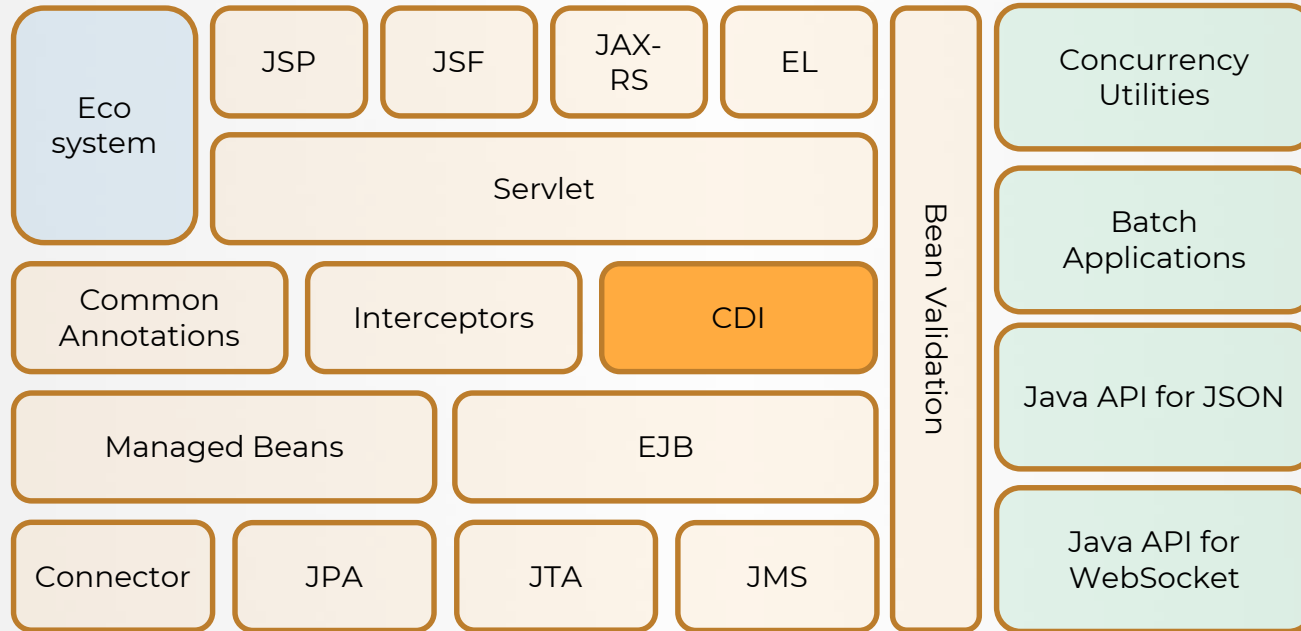 Eco
system
JSP
JSF
JAX-
RS
EL
Servlet
Common
Annotations
Interceptors
CDI
Managed Beans
EJB
Connector
JPA
JTA
JMS
Bean Validation
Concurrency
Utilities
Batch
Applications
Java API for JSON
Java API for
WebSocket